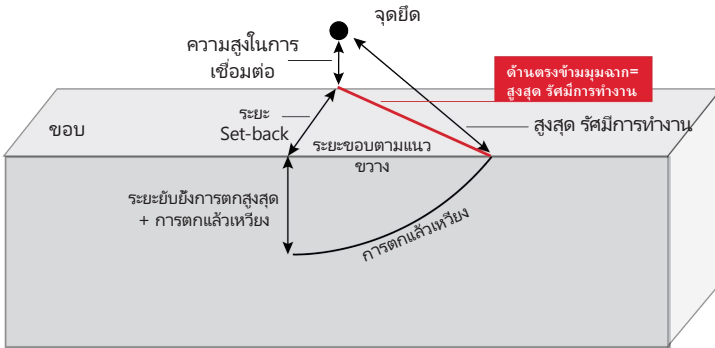 จุดยึด
ความสูงในการ
เชื่อมต่อ
ด้านตรงข้ามมุมฉาก=
สูงสุด รัศมีการทำงาน
ระยะ
Set-back
สูงสุด รัศมีการทำงาน
ขอบ
ระยะขอบตามแนว
ขวาง
ระยะยับยั้งการตกสูงสุด
+ การตกแล้วเหวี่ยง
การตกแล้วเหวี่ยง